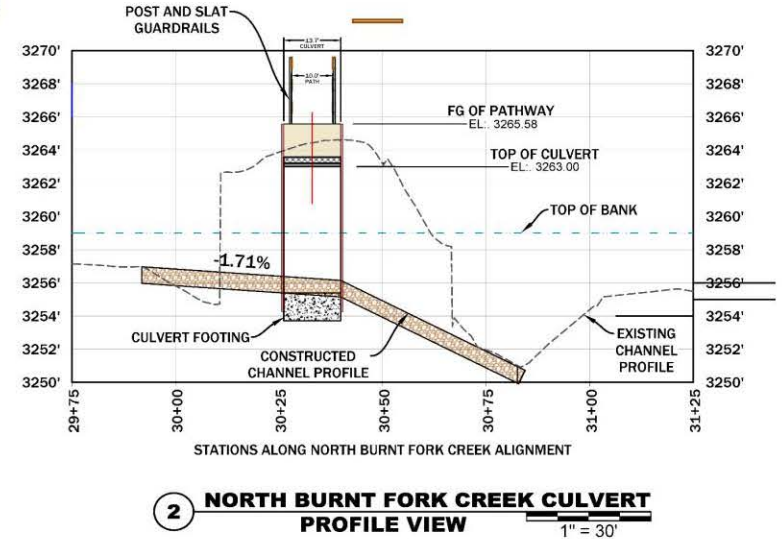 POST AND SLAT
GUARDRAILS
13.7'
CULVERT
10.0'
PATH
3270'
3268'
3266'
3264'
3262'
3260'
3258'
3256'
3254'
3252'
3250'
3270'
3268'
3266'
3264'
3262'
3260'
3258'
3256'
3254'
3252'
3250'
FG OF PATHWAY
EL:. 3265.58
TOP OF CULVERT
EL:. 3263.00
TOP OF BANK
-1.71%
CULVERT FOOTING
CONSTRUCTED
CHANNEL PROFILE
EXISTING
CHANNEL
PROFILE
29+75
30+00
30+25
30+50
30+75
31+00
31+25
STATIONS ALONG NORTH BURNT FORK CREEK ALIGNMENT
2
NORTH BURNT FORK CREEK CULVERT
PROFILE VIEW
1" = 30'